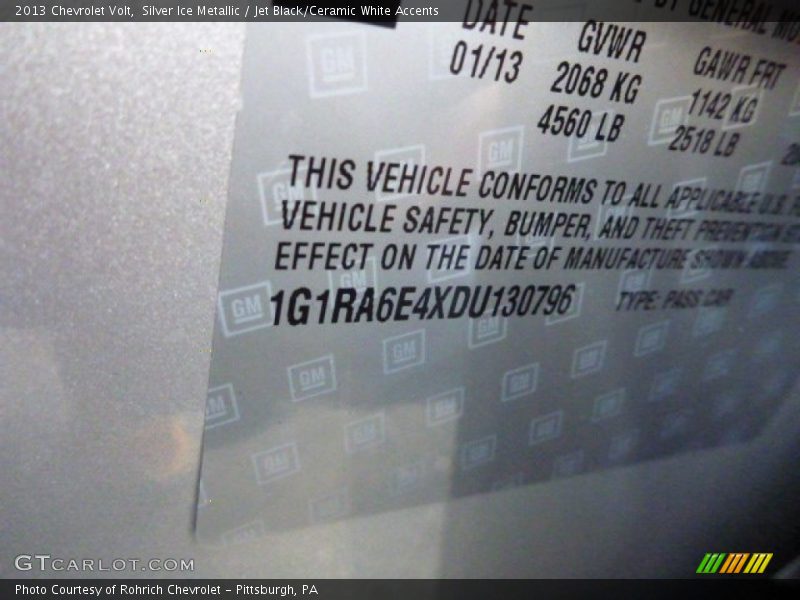 2013 Chevrolet Volt,  Silver Ice Metallic / Jet Black/Ceramic White Accents
BY GENERAL
DATE GVWR GAWR FRT
01/13 2068 KG 1142 KG
4560 LB 2518 LB
THIS VEHICLE CONFORMS TO ALL APPLICABLE U.S.
VEHICLE SAFETY, BUMPER, AND THEFT PREVENTION
EFFECT ON THE DATE OF MANUFACTURE SHOWN ABOVE
1G1RA6E4XDU130796 TYPE: PASS CAR
GM
GTCARLOT.COM
Photo Courtesy of Rohrich Chevrolet – Pittsburgh, PA